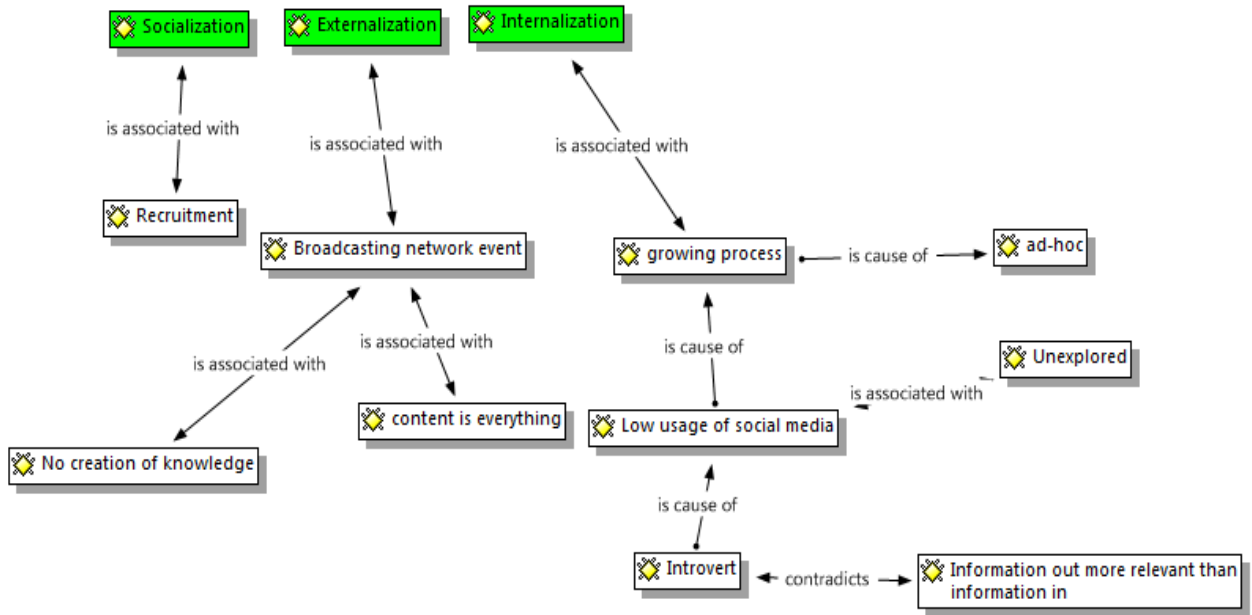 Socialization
Externalization
Internalization
is associated with
is associated with
is associated with
Recruitment
Broadcasting network event
growing process
is cause of
ad-hoc
is associated with
is associated with
is cause of
Unexplored
is associated with
content is everything
Low usage of social media
No creation of knowledge
is cause of
Introvert
contradicts
Information out more relevant than
information in